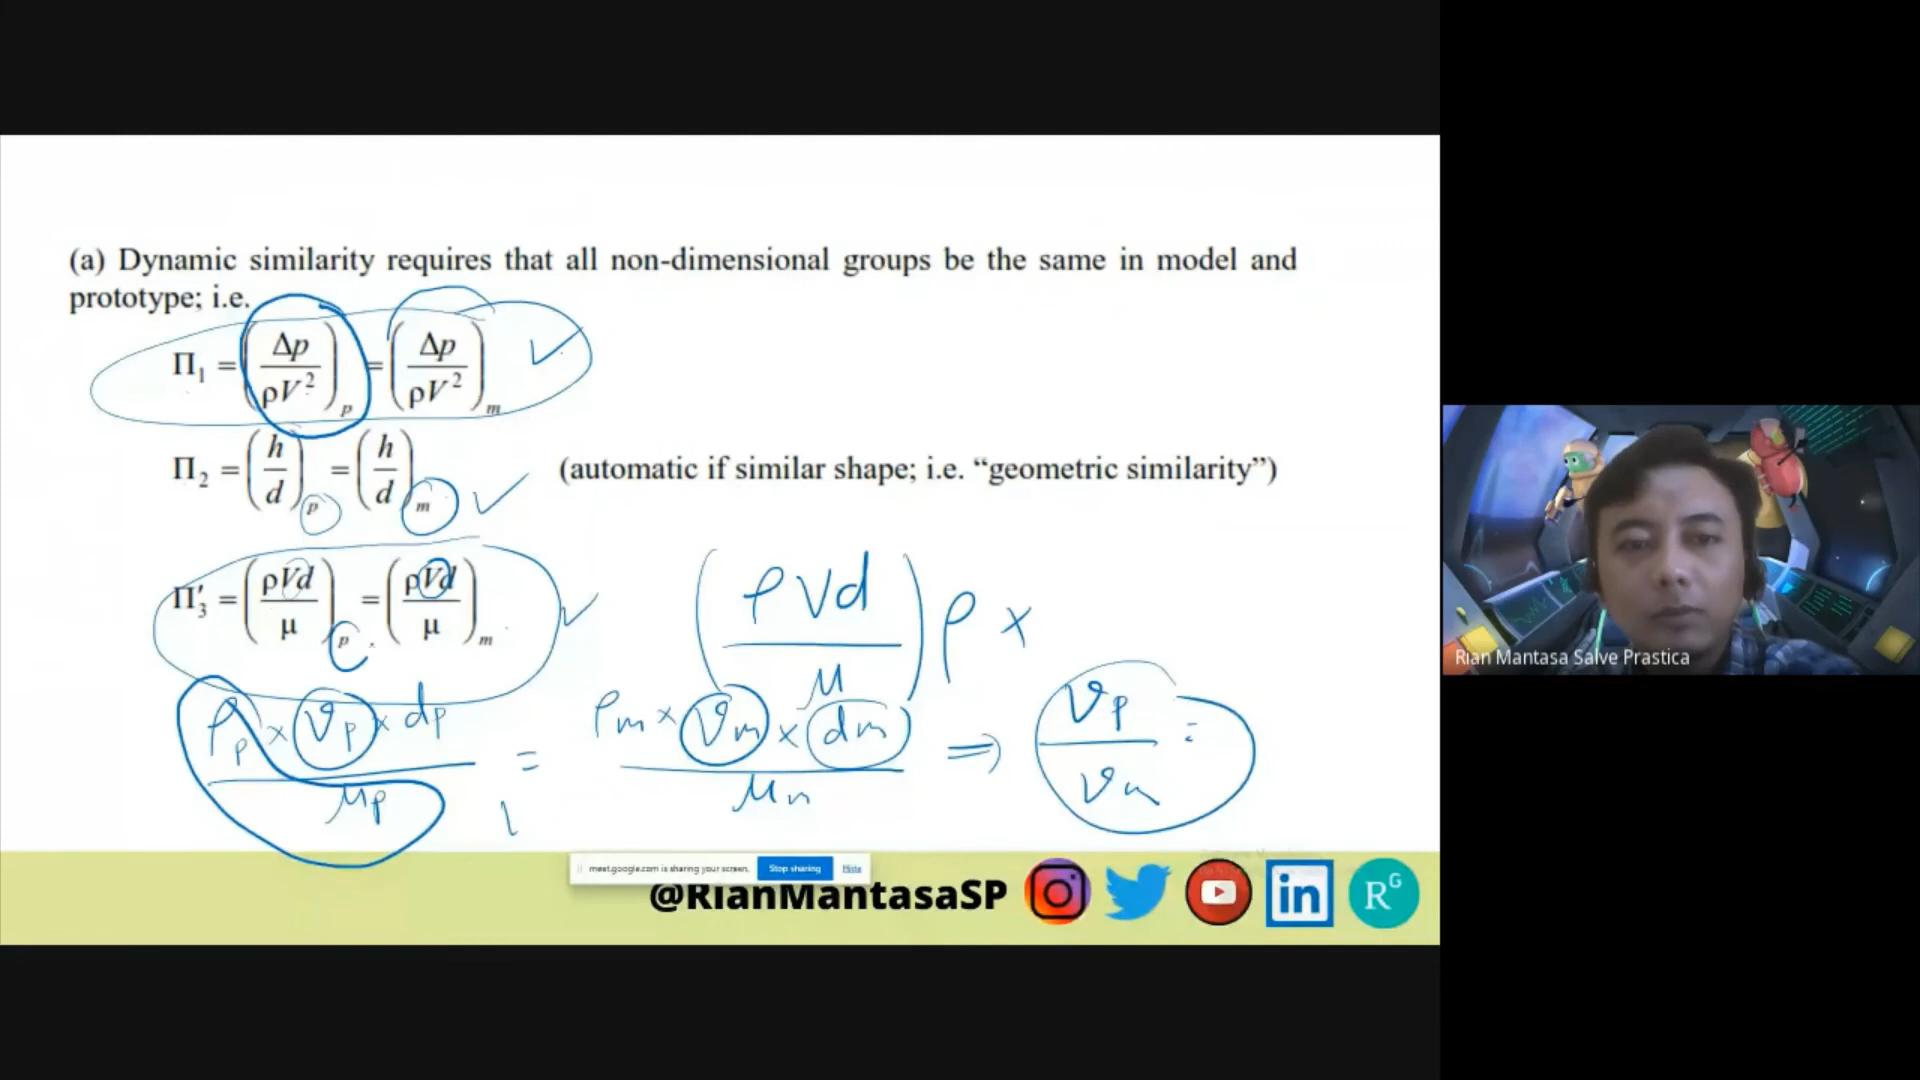 (a) Dynamic similarity requires that all non-dimensional groups be the same in model and
prototype; i.e.
Π₁ = (Δp / ρV²)ₚ = (Δp / ρV²)ₘ
Π₂ = (h / d)ₚ = (h / d)ₘ (automatic if similar shape; i.e. “geometric similarity”)
Π′₃ = (ρVd / μ)ₚ = (ρVd / μ)ₘ
(ρVd / μ) ρ ×
ρp × vp × dp / μp = ρm × vm × dm / μm ⇒ vp / vm =
meet.google.com is sharing your screen. Stop sharing Hide
@RianMantasaSP
in
RG
Rian Mantasa Salve Prastica